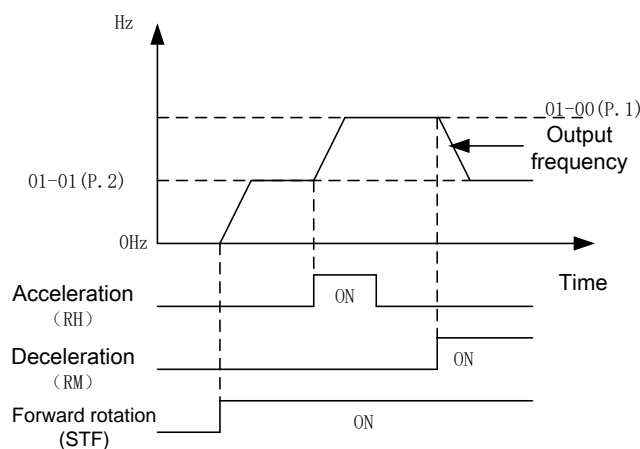 Hz
01-00(P.1)
Output
frequency
01-01(P.2)
0Hz
Time
Acceleration
(RH)
ON
Deceleration
(RM)
ON
Forward rotation
(STF)
ON